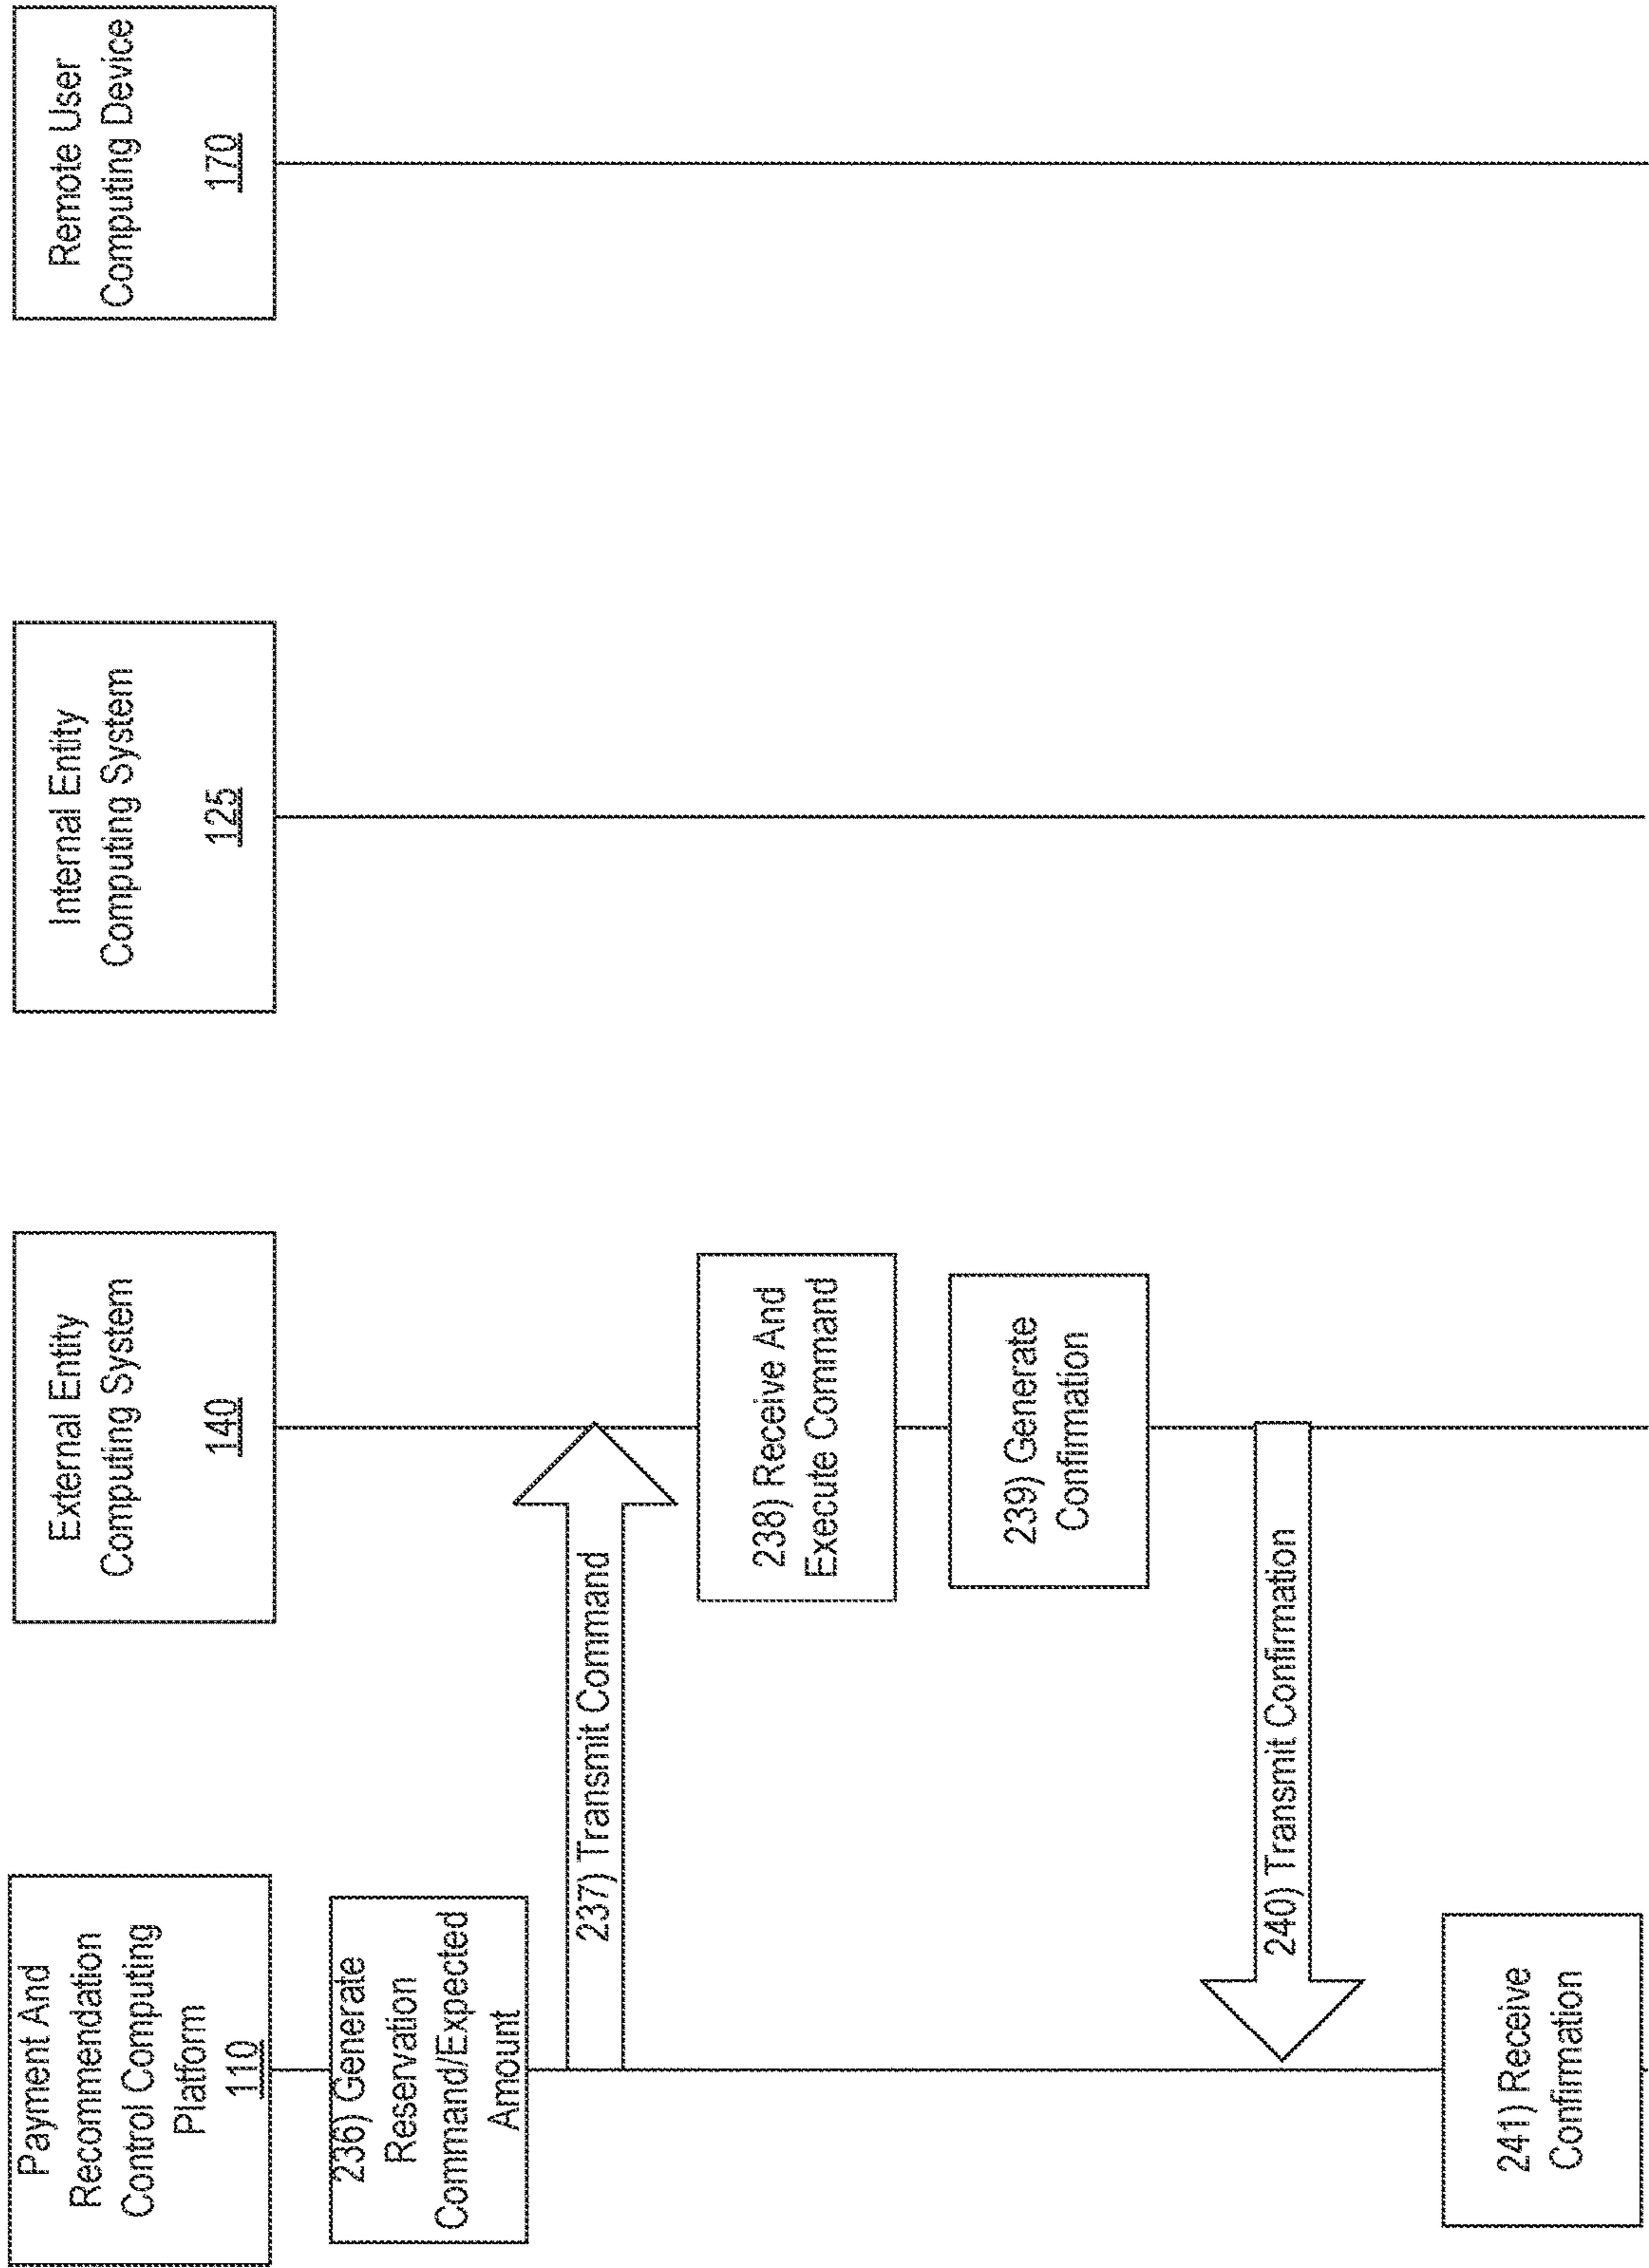 Payment And
Recommendation
Control Computing
Platform
110
External Entity
Computing System
140
Internal Entity
Computing System
125
Remote User
Computing Device
170
236) Generate
Reservation
Command/Expected
Amount
237) Transmit Command
238) Receive And
Execute Command
239) Generate
Confirmation
240) Transmit Confirmation
241) Receive
Confirmation